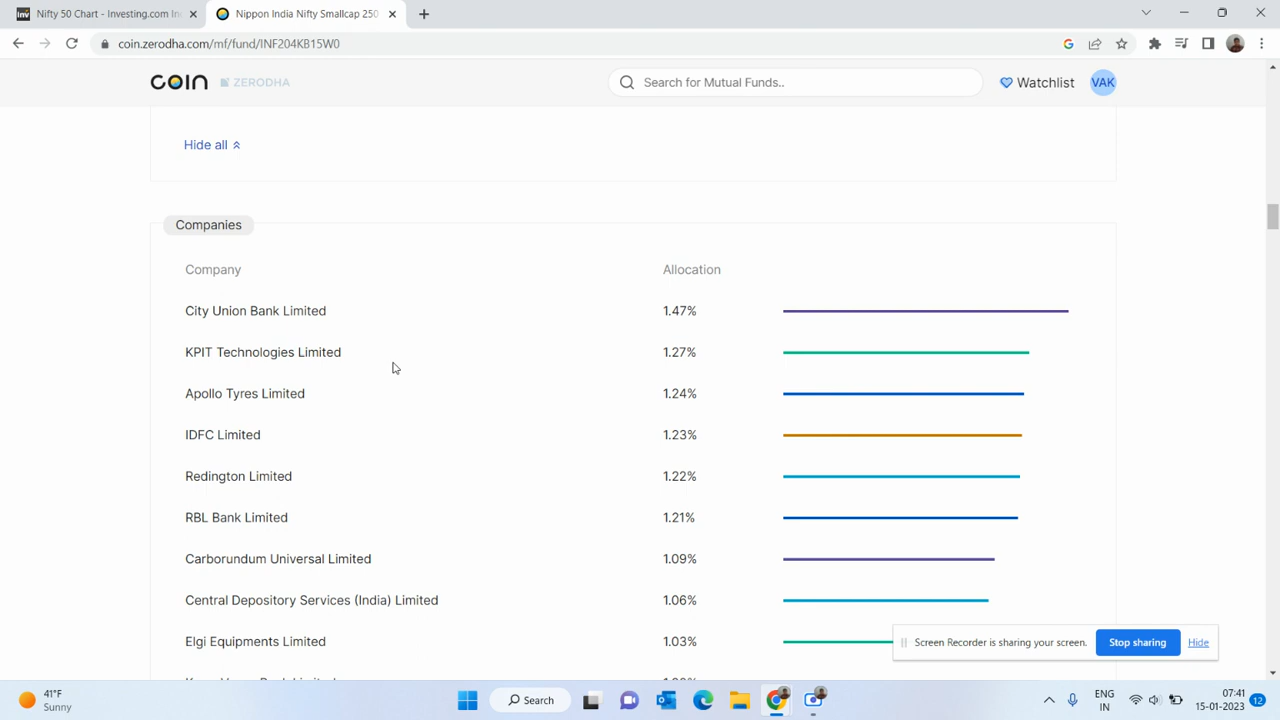 Nifty 50 Chart - Investing.com In
Nippon India Nifty Smallcap 250
coin.zerodha.com/mf/fund/INF204KB15W0
coin ZERODHA
Search for Mutual Funds..
Watchlist
VAK
Hide all
Companies
Company Allocation
City Union Bank Limited 1.47%
KPIT Technologies Limited 1.27%
Apollo Tyres Limited 1.24%
IDFC Limited 1.23%
Redington Limited 1.22%
RBL Bank Limited 1.21%
Carborundum Universal Limited 1.09%
Central Depository Services (India) Limited 1.06%
Elgi Equipments Limited 1.03%
Screen Recorder is sharing your screen. Stop sharing Hide
41°F
Sunny
Search
ENG
IN
07:41
15-01-2023
12